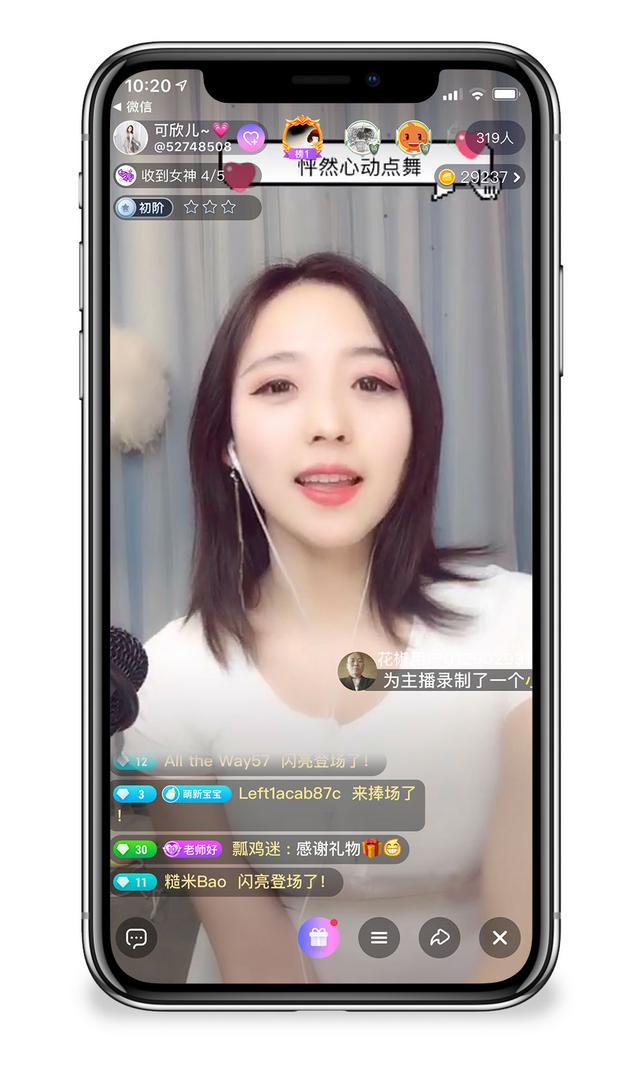 10:20
微信
可欣儿~
@52748508
榜1
319人
怦然心动点舞
收到女神 4/5
29237
初阶
为主播录制了一个小
12 All the Way57 闪亮登场了!
3 萌新宝宝 Left1acab87c 来捧场了
!
30 老师好 瓢鸡迷:感谢礼物
11 糙米Bao 闪亮登场了!